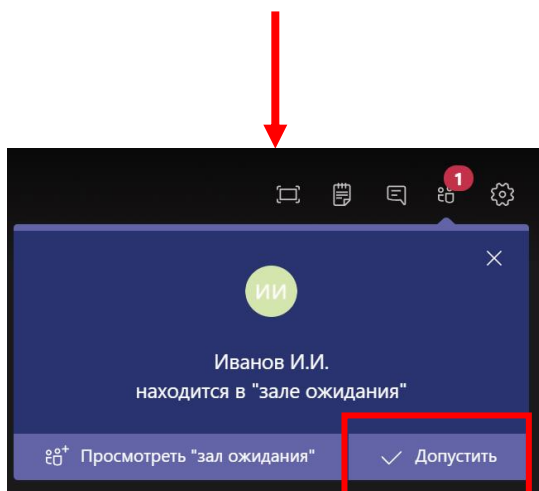 1
ИИ
Иванов И.И.
находится в "зале ожидания"
Просмотреть "зал ожидания"
Допустить